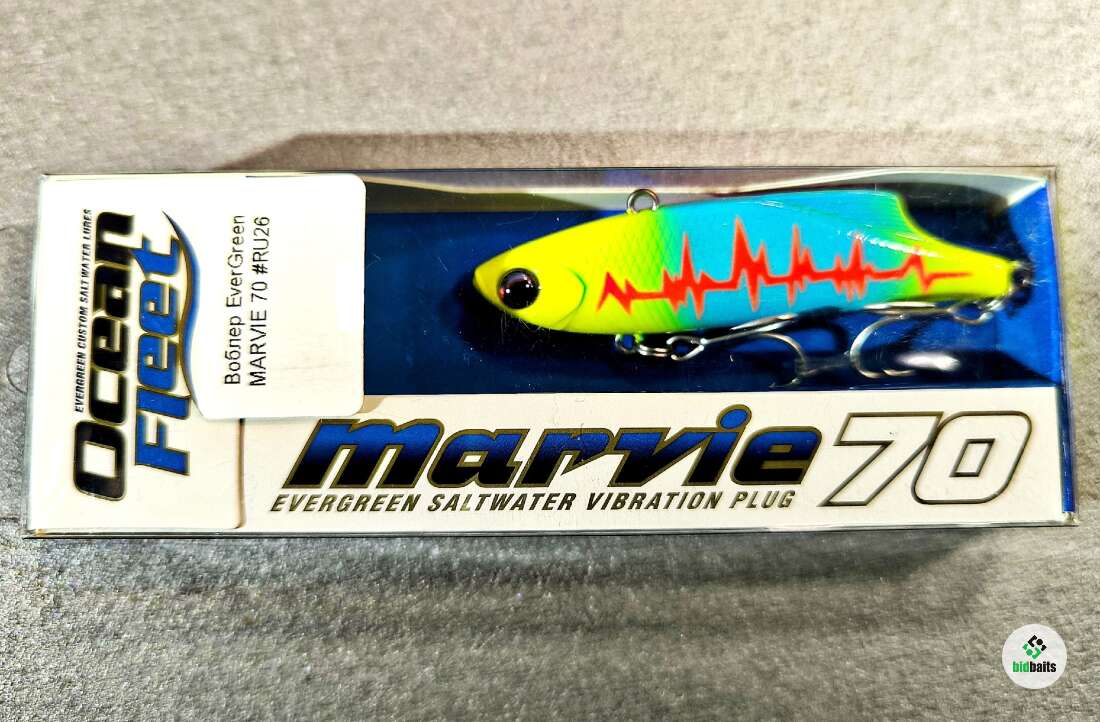 EVERGREEN CUSTOM SALTWATER LURES
Ocean
Fleet
Воблер EverGreen
MARVIE 70 #RU26
marvie 70
EVERGREEN SALTWATER VIBRATION PLUG
bidbaits